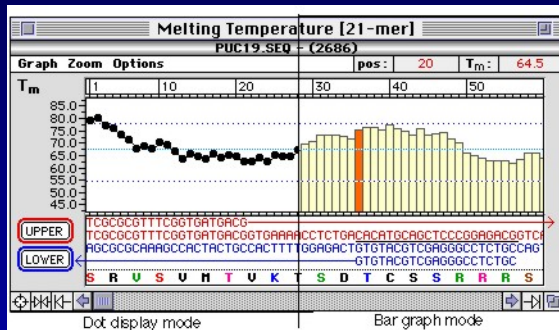 Melting Temperature [21-mer]
PUC19.SEQ - (2686)
Graph Zoom Options pos: 20 Tm: 64.5
Tm
1 10 20 30 40 50
85.0
80.0
75.0
70.0
65.0
60.0
55.0
50.0
45.0
TCGCGCGTTTCGGTGATGACG
UPPER
TCGCGCGTTTCGGTGATGACGGTGAAAACCTCTGACACATGCAGCTCCCGGAGACGGTCA
AGCGCGCAAAGCCACTACTGCCACTTTTGGAGACTGTGTACGTCGAGGGCCTCTGCCAGT
LOWER
GTGTACGTCGAGGGCCTCTGC
S R V S V M T V K T S D T C S S R R R S
Dot display mode
Bar graph mode